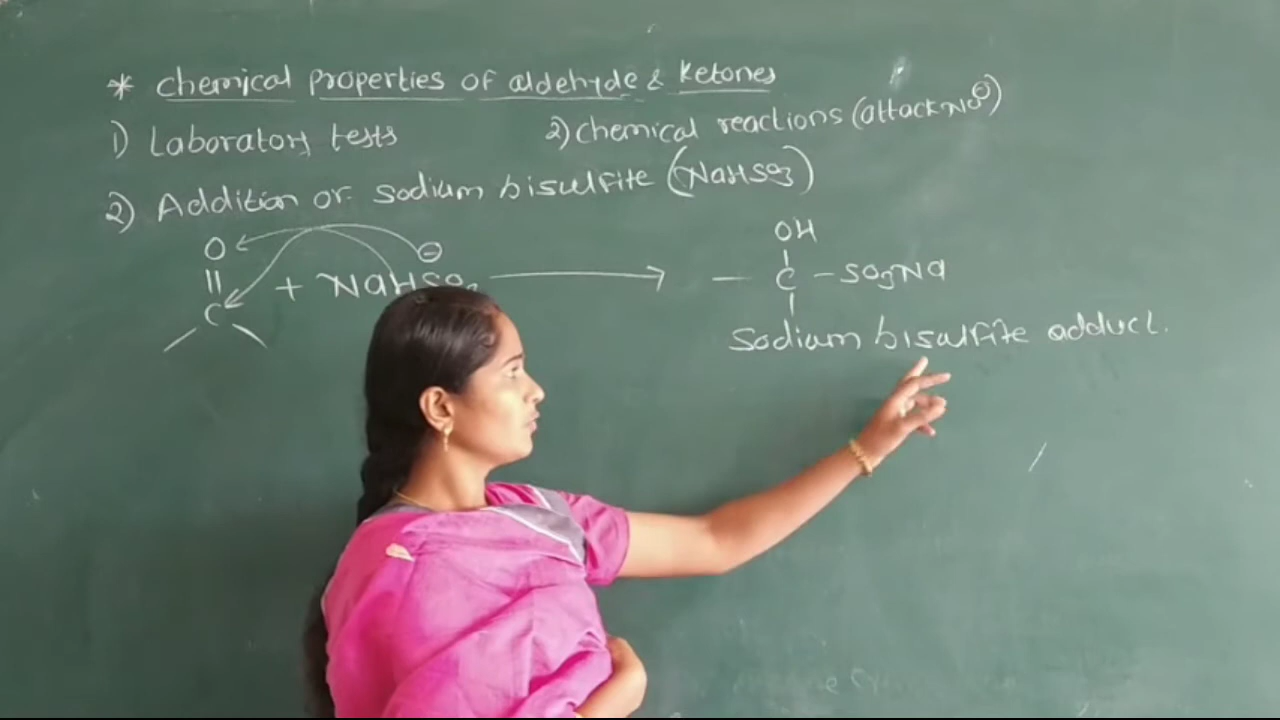 * chemical properties of aldehyde & Ketones
1) Laboratory tests 2) chemical reactions (attack NU⊖)
2) Addition of sodium bisulfite (NaHSO3)
OH
O ⊖
|| + NaHSO3 → — C – SO3Na
C
sodium bisulfite adduct.